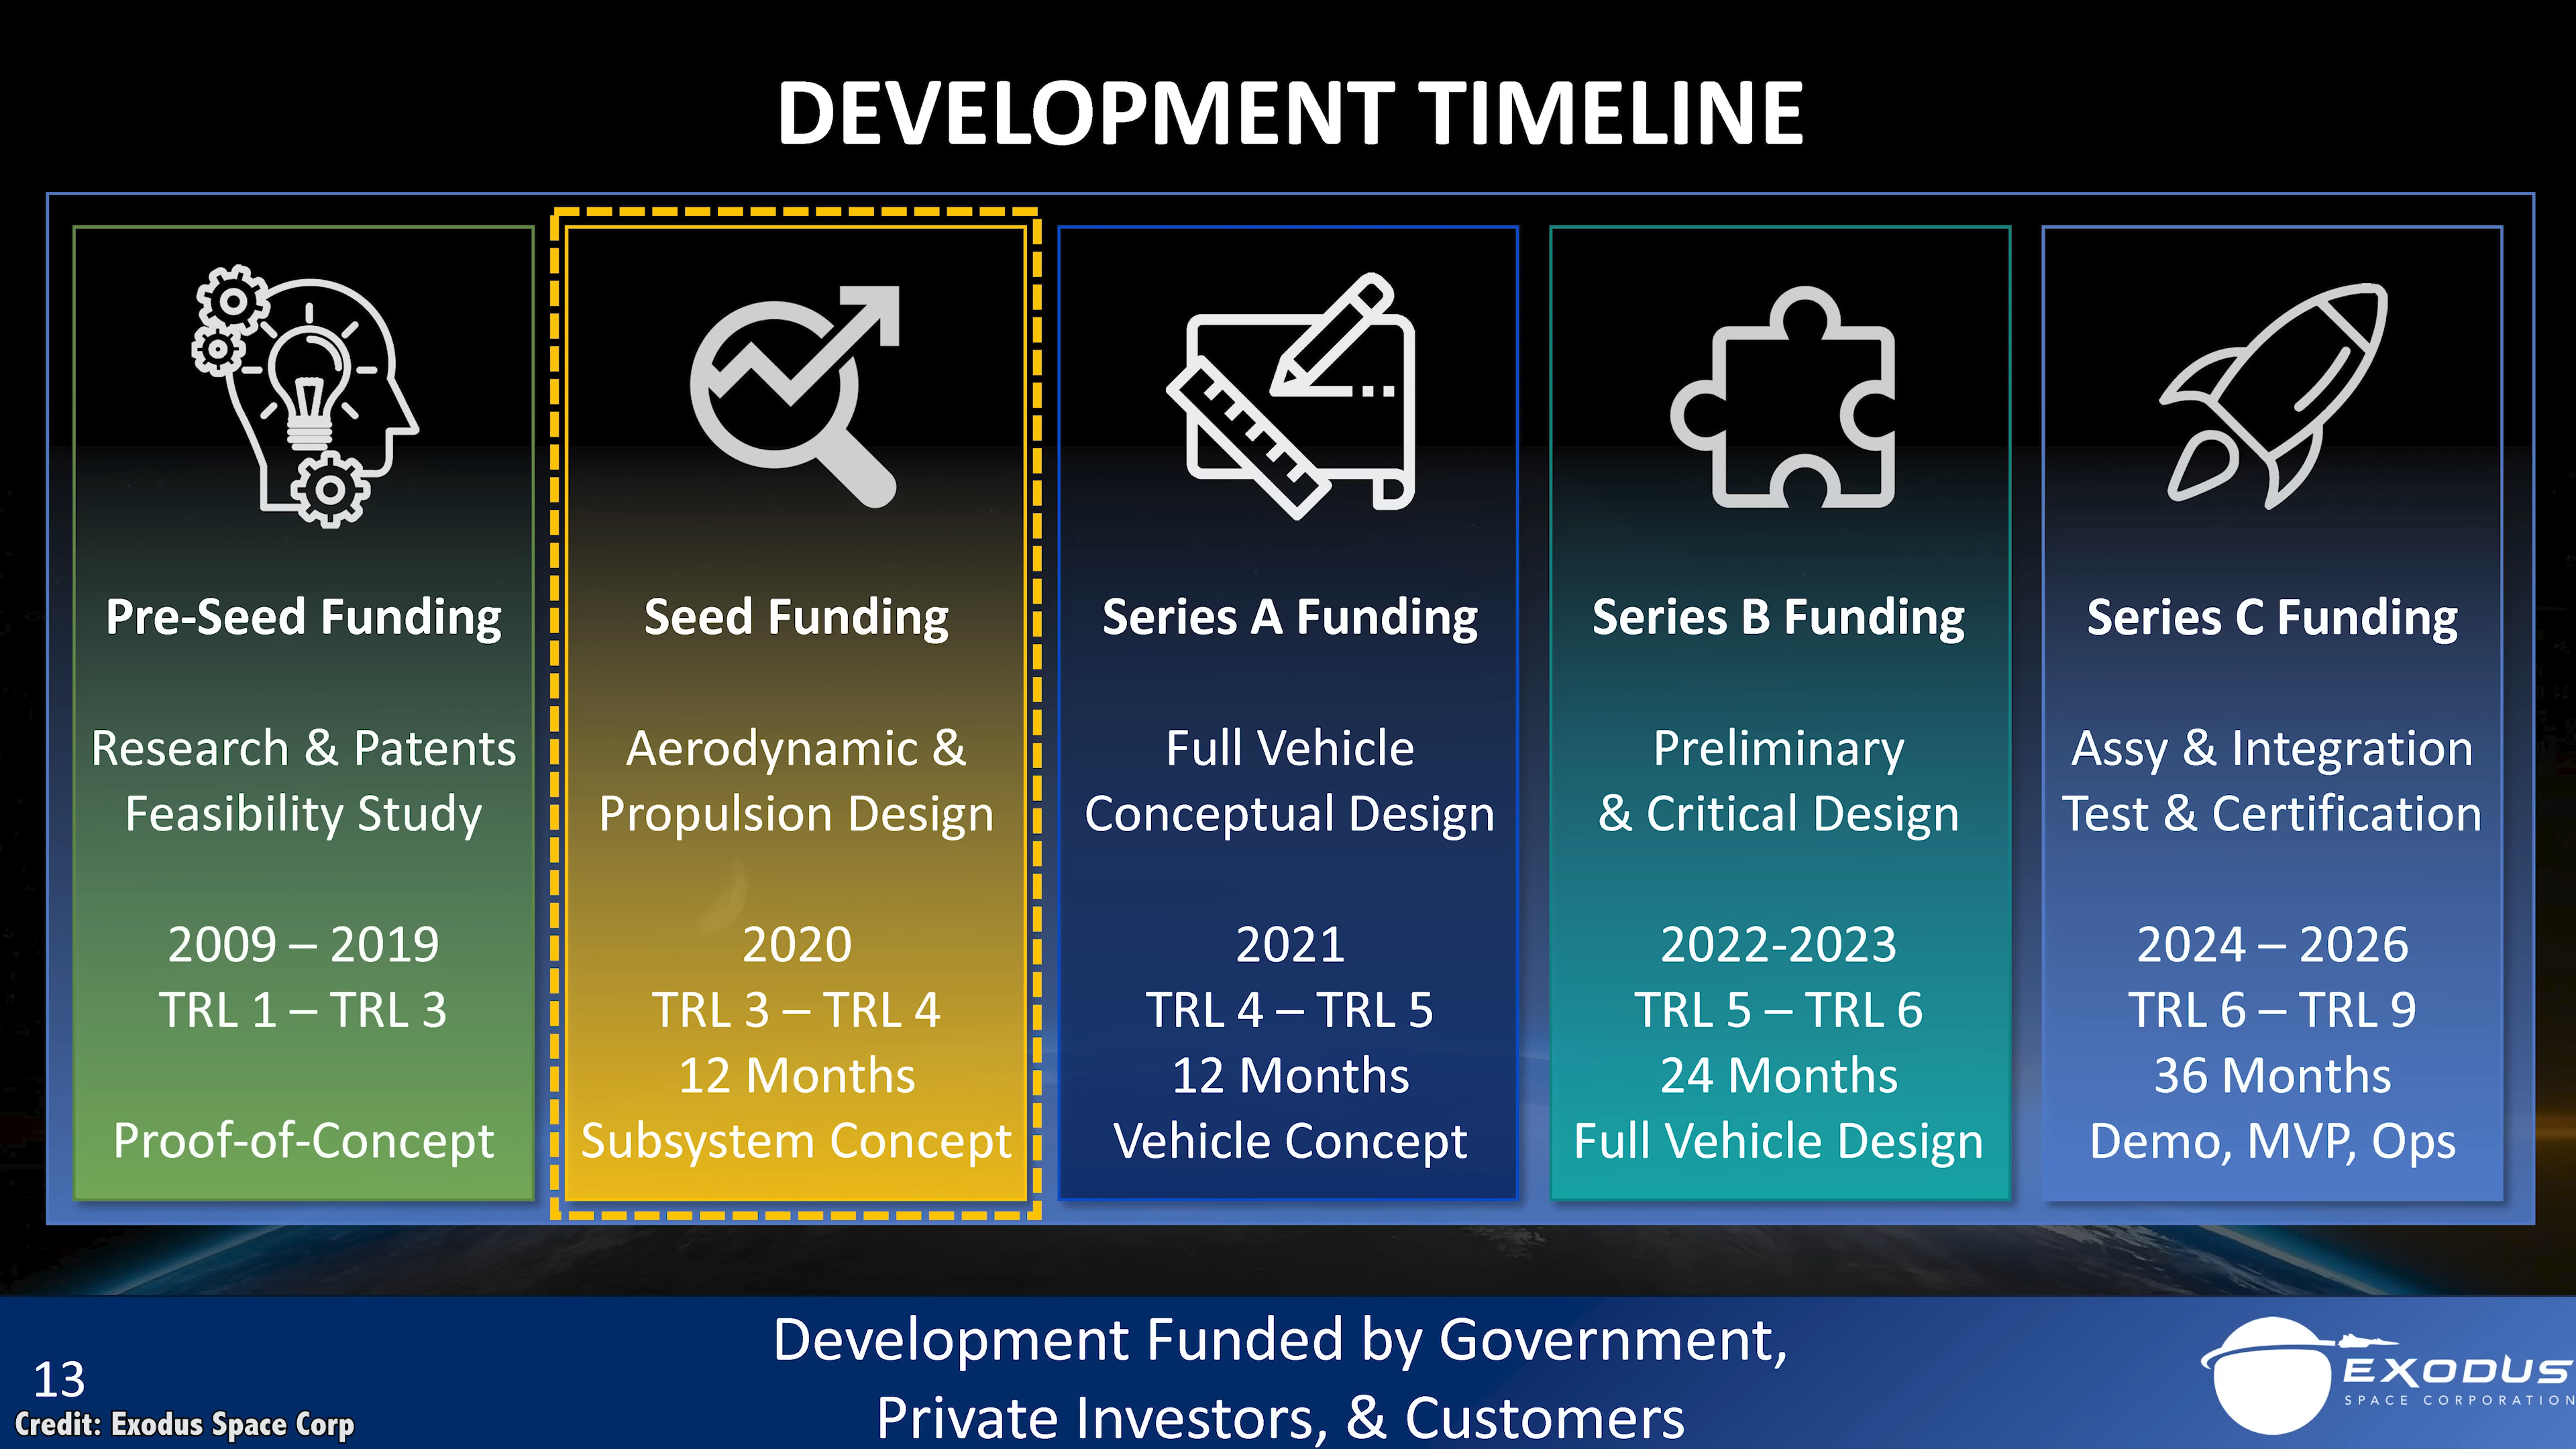 DEVELOPMENT TIMELINE
Pre-Seed Funding
Research & Patents
Feasibility Study
2009 – 2019
TRL 1 – TRL 3
Proof-of-Concept
Seed Funding
Aerodynamic &
Propulsion Design
2020
TRL 3 – TRL 4
12 Months
Subsystem Concept
Series A Funding
Full Vehicle
Conceptual Design
2021
TRL 4 – TRL 5
12 Months
Vehicle Concept
Series B Funding
Preliminary
& Critical Design
2022-2023
TRL 5 – TRL 6
24 Months
Full Vehicle Design
Series C Funding
Assy & Integration
Test & Certification
2024 – 2026
TRL 6 – TRL 9
36 Months
Demo, MVP, Ops
Development Funded by Government,
Private Investors, & Customers
13
Credit: Exodus Space Corp
EXODUS
SPACE CORPORATION